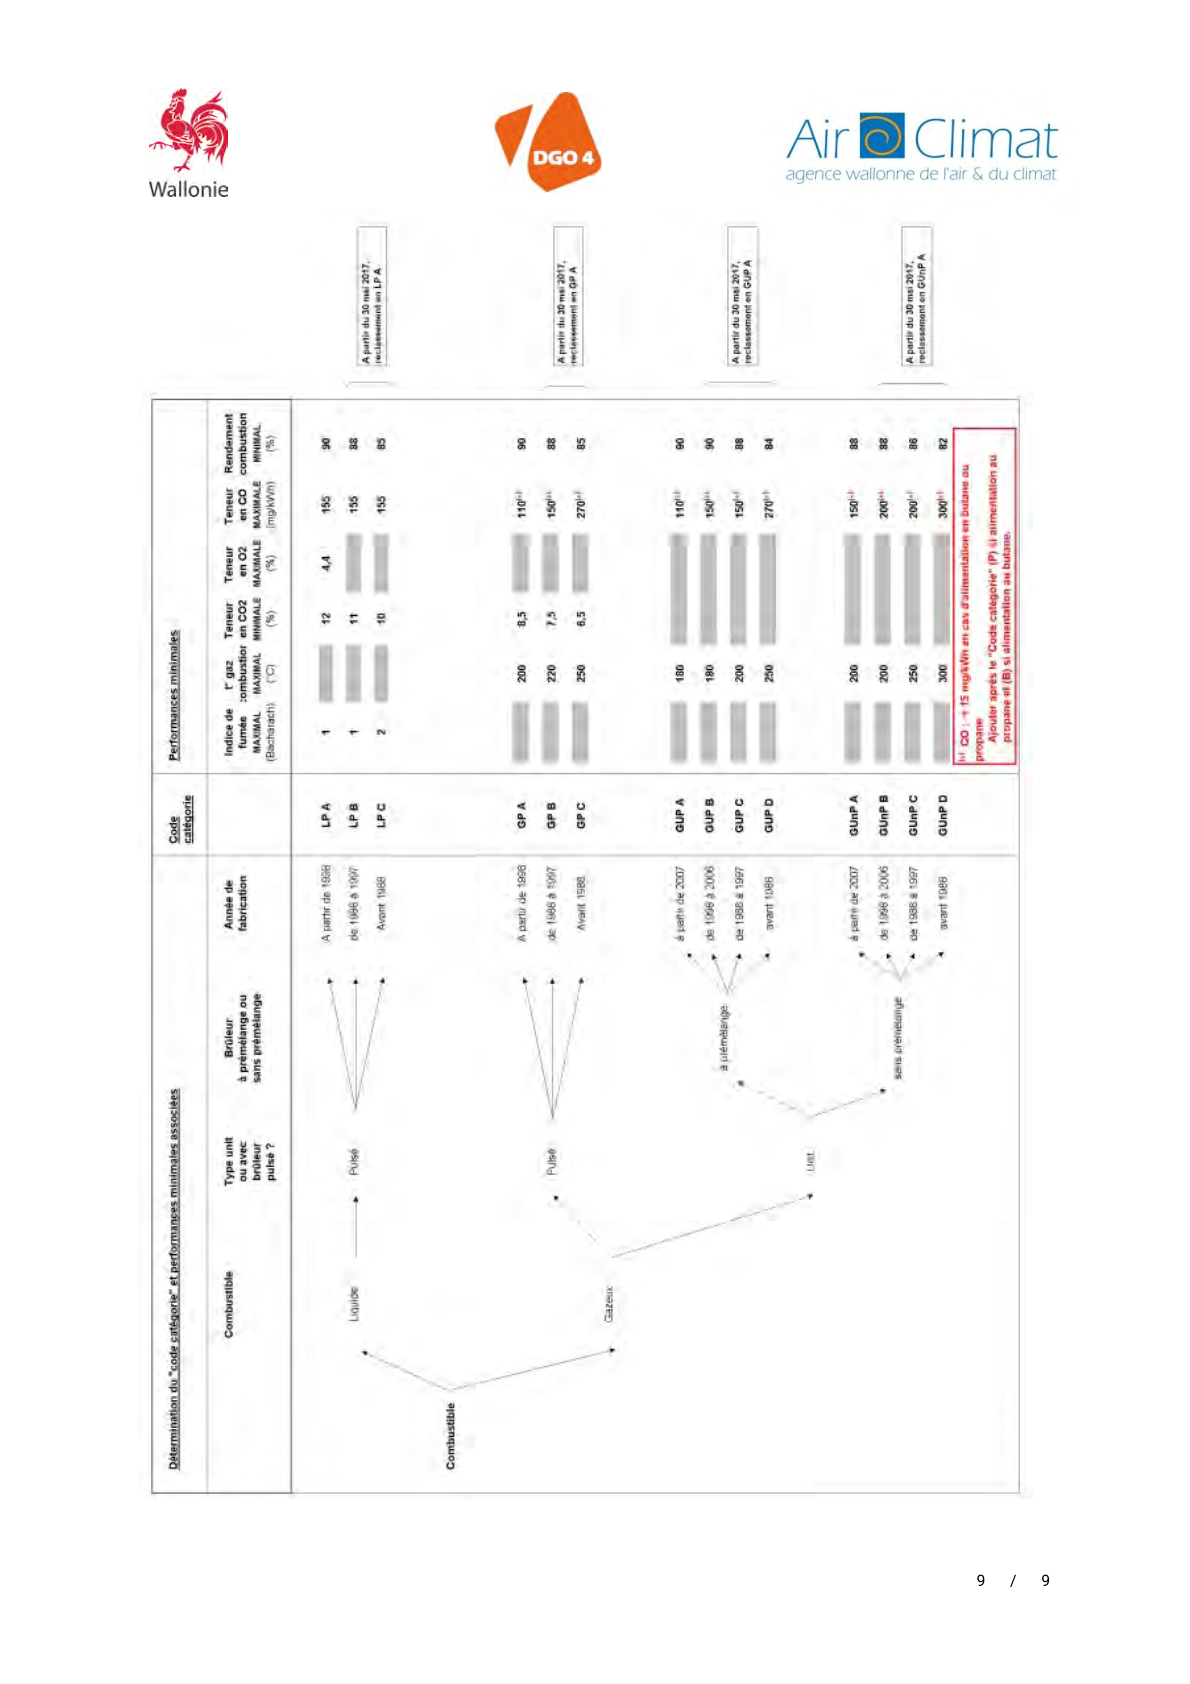 Wallonie
DGO 4
Air Climat
agence wallonne de l'air & du climat
Détermination du "code catégorie" et performances minimales associées
Code
catégorie
Performances minimales
Combustible
Type unit
ou avec
brûleur
pulsé ?
Brûleur
à prémélange ou
sans prémélange
Année de
fabrication
Indice de
fumée
MAXIMAL
(Bacharach)
t° gaz
combustion
MAXIMAL
(°C)
Teneur
en CO2
MINIMALE
(%)
Teneur
en O2
MAXIMALE
(%)
Teneur
en CO
MAXIMALE
(mg/kWh)
Rendement
combustion
MINIMAL
(%)
Combustible
Liquide
Pulsé
A partir de 1998 LP A 1 12 4,4 155 90
de 1988 à 1997 LP B 1 11 155 88
Avant 1988 LP C 2 10 155 85
A partir du 30 mai 2017,
reclassement en LP A
Gazeux
Pulsé
A partir de 1998 GP A 200 8,5 110(*) 90
de 1988 à 1997 GP B 220 7,5 150(*) 88
Avant 1988 GP C 250 6,5 270(*) 85
A partir du 30 mai 2017,
reclassement en GP A
Unit
à prémélange
à partir de 2007 GUP A 180 110(*) 90
de 1998 à 2006 GUP B 180 150(*) 90
de 1988 à 1997 GUP C 200 150(*) 88
avant 1988 GUP D 250 270(*) 84
A partir du 30 mai 2017,
reclassement en GUP A
sans prémélange
à partir de 2007 GUnP A 200 150(*) 88
de 1998 à 2006 GUnP B 200 200(*) 88
de 1988 à 1997 GUnP C 250 200(*) 86
avant 1988 GUnP D 300 300(*) 82
A partir du 30 mai 2017,
reclassement en GUnP A
(*) CO : + 15 mg/kWh en cas d'alimentation en butane ou
propane
Ajouter après le "Code catégorie" (P) si alimentation au
propane et (B) si alimentation au butane.
9 / 9